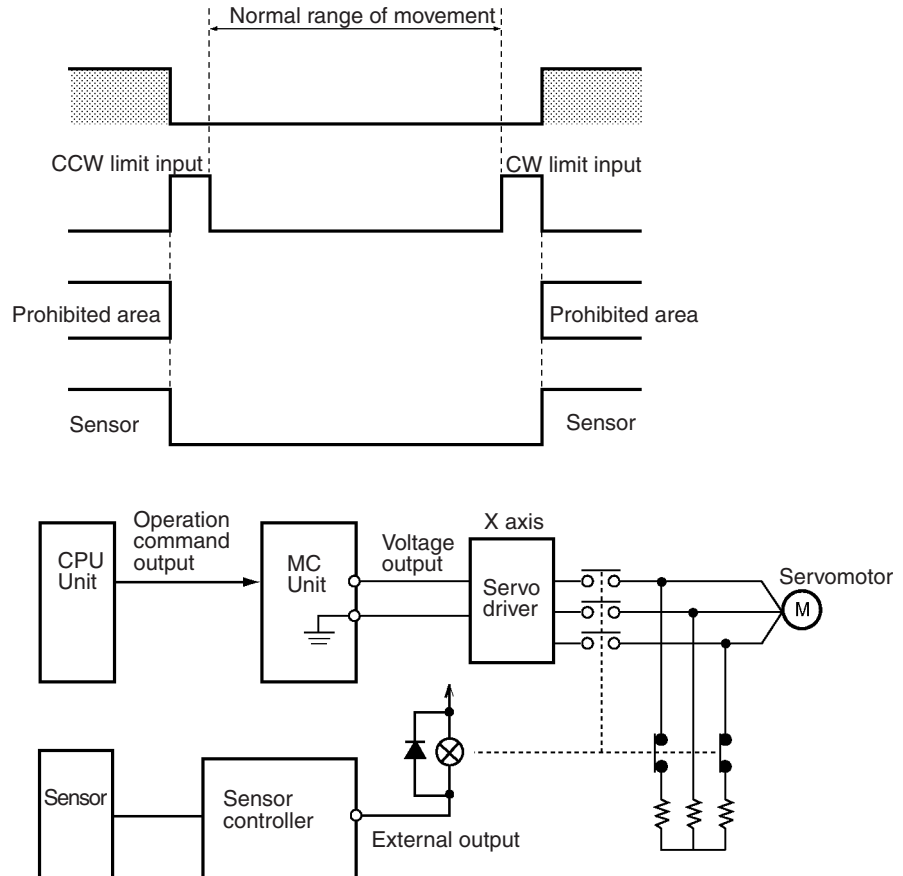 Normal range of movement
CCW limit input
CW limit input
Prohibited area
Prohibited area
Sensor
Sensor
CPU
Unit
Operation
command
output
MC
Unit
Voltage
output
X axis
Servo
driver
Servomotor
M
Sensor
Sensor
controller
External output